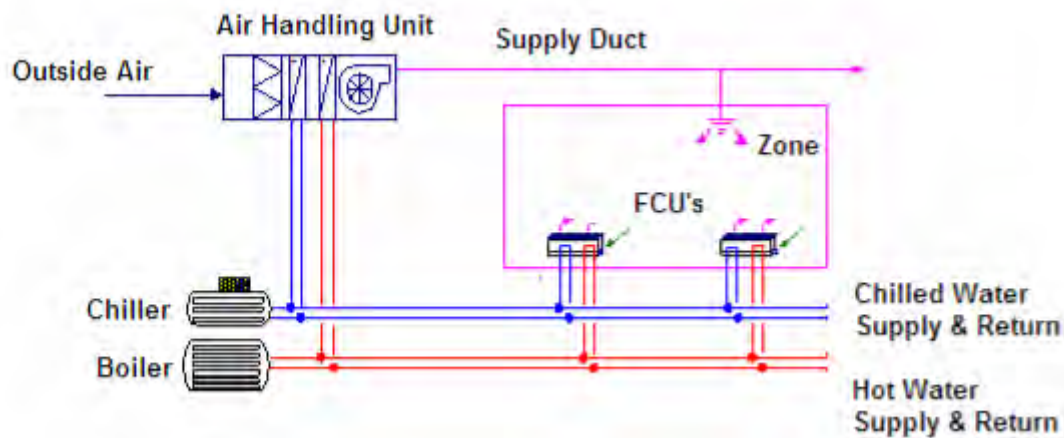 Air Handling Unit
Supply Duct
Outside Air
Zone
FCU's
Chiller
Chilled Water
Supply & Return
Boiler
Hot Water
Supply & Return